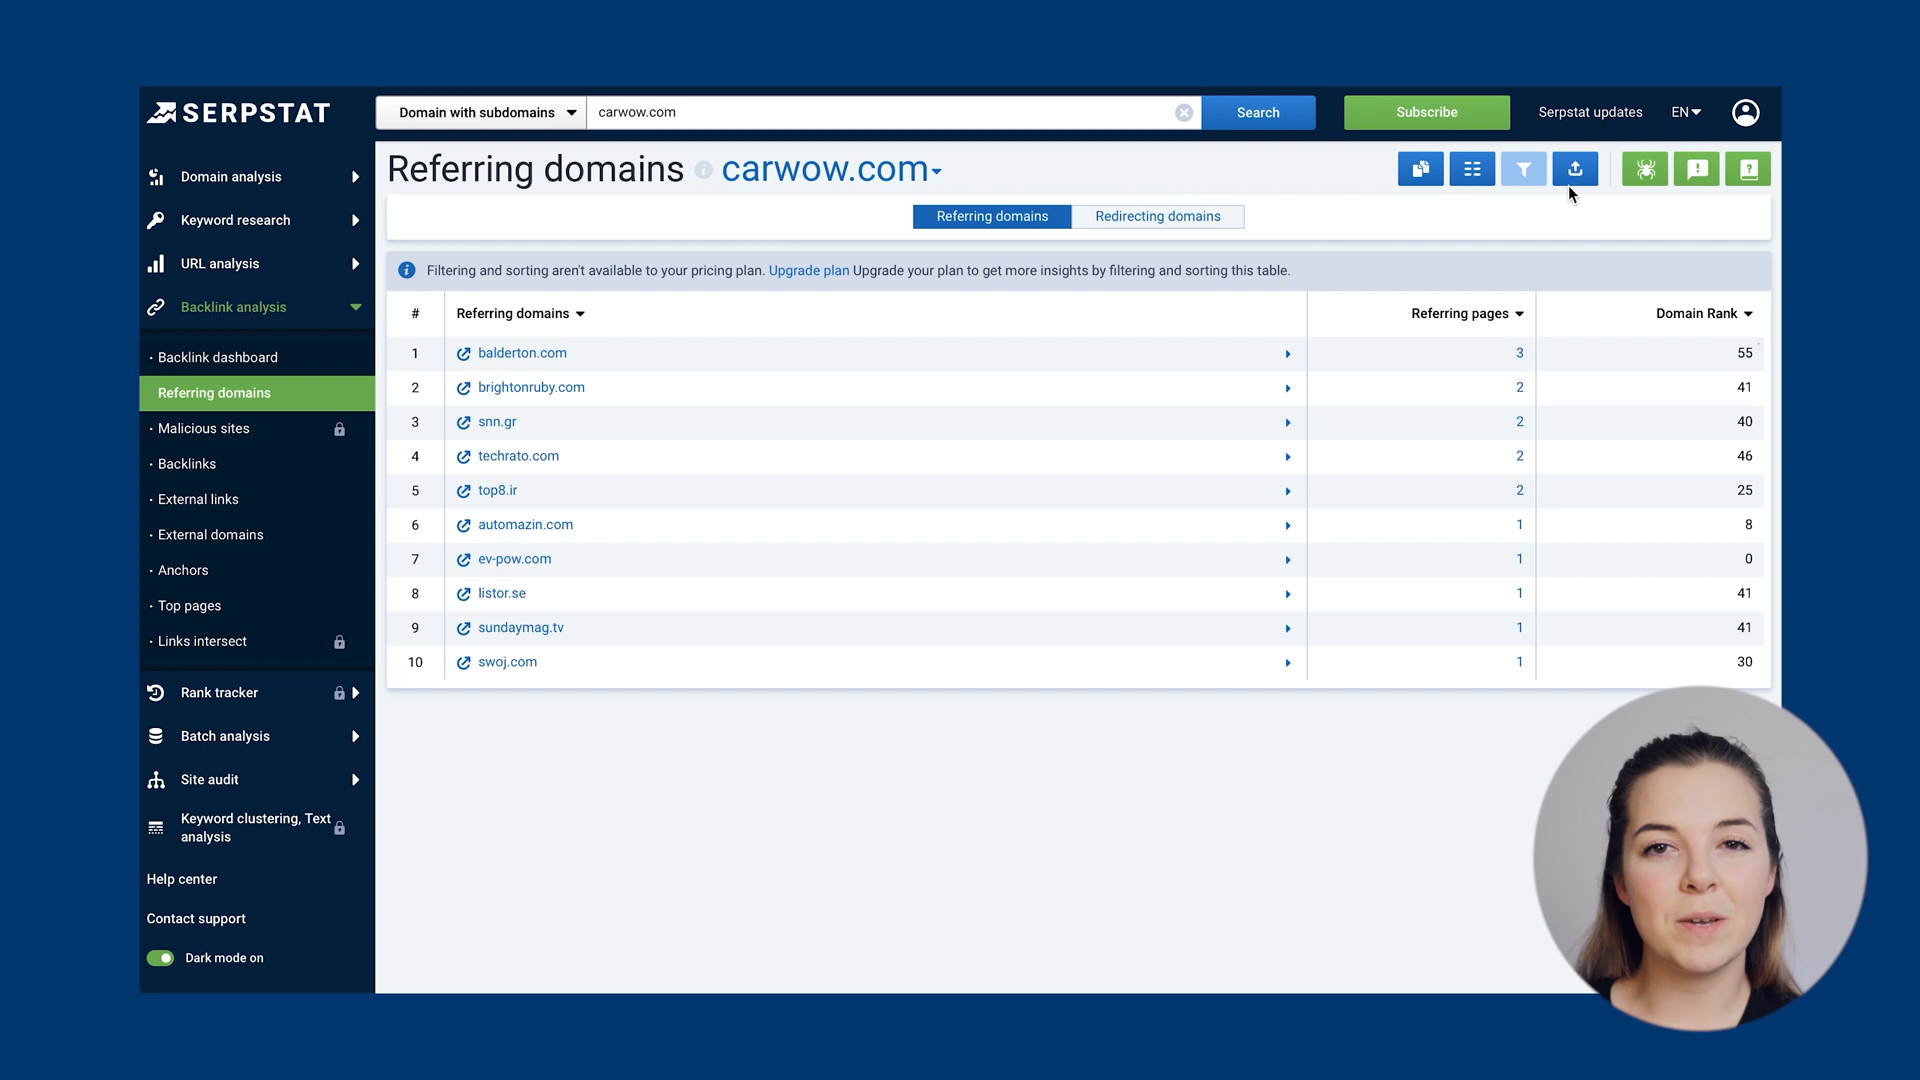 SERPSTAT
Domain with subdomains
carwow.com
Search
Subscribe
Serpstat updates
EN
Domain analysis
Keyword research
URL analysis
Backlink analysis
· Backlink dashboard
Referring domains
· Malicious sites
· Backlinks
· External links
· External domains
· Anchors
· Top pages
· Links intersect
Rank tracker
Batch analysis
Site audit
Keyword clustering, Text
analysis
Help center
Contact support
Dark mode on
Referring domains carwow.com
Referring domains
Redirecting domains
Filtering and sorting aren't available to your pricing plan. Upgrade plan Upgrade your plan to get more insights by filtering and sorting this table.
# Referring domains Referring pages Domain Rank
1 balderton.com 3 55
2 brightonruby.com 2 41
3 snn.gr 2 40
4 techrato.com 2 46
5 top8.ir 2 25
6 automazin.com 1 8
7 ev-pow.com 1 0
8 listor.se 1 41
9 sundaymag.tv 1 41
10 swoj.com 1 30